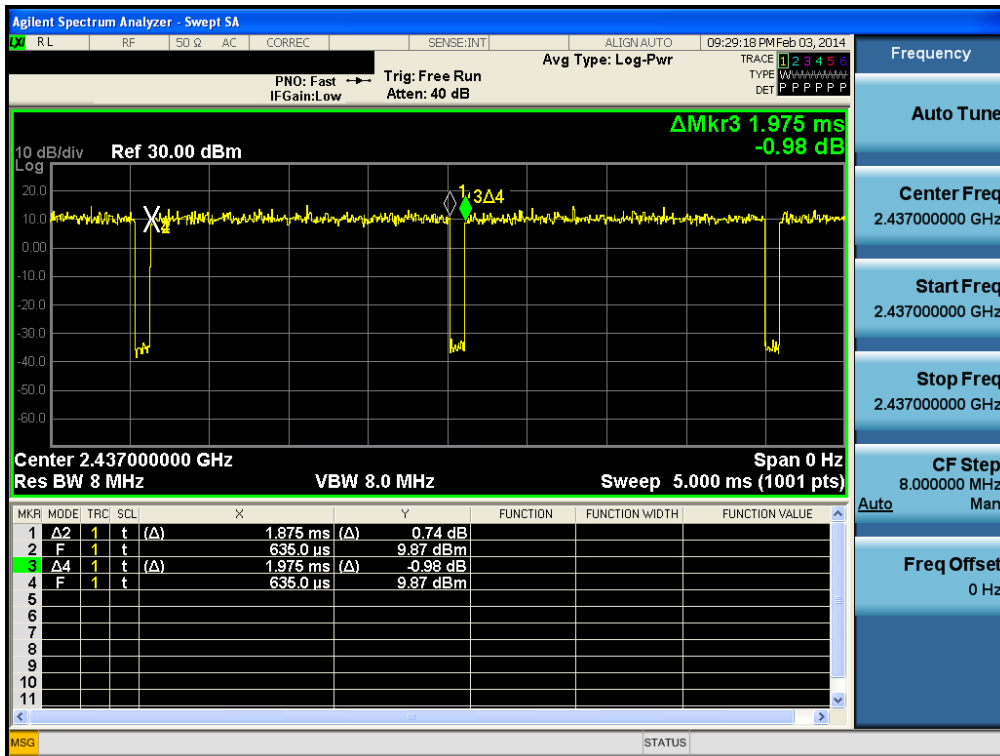 Agilent Spectrum Analyzer - Swept SA
LXI RL RF 50 Ω AC CORREC SENSE:INT ALIGN AUTO 09:29:18 PM Feb 03, 2014
Frequency
Avg Type: Log-Pwr
TRACE 1 2 3 4 5 6
PNO: Fast Trig: Free Run
TYPE WWWWWW
IFGain:Low Atten: 40 dB
DET P P P P P P
Auto Tune
ΔMkr3 1.975 ms
-0.98 dB
10 dB/div Ref 30.00 dBm
Log
20.0
10.0
0.00
-10.0
-20.0
-30.0
-40.0
-50.0
-60.0
1
3Δ4
4
Center Freq
2.437000000 GHz
Start Freq
2.437000000 GHz
Stop Freq
2.437000000 GHz
Center 2.437000000 GHz Span 0 Hz
Res BW 8 MHz VBW 8.0 MHz Sweep 5.000 ms (1001 pts)
CF Step
8.000000 MHz
Auto Man
MKR MODE TRC SCL X Y FUNCTION FUNCTION WIDTH FUNCTION VALUE
1 Δ2 1 t (Δ) 1.875 ms (Δ) 0.74 dB
2 F 1 t 635.0 µs 9.87 dBm
3 Δ4 1 t (Δ) 1.975 ms (Δ) -0.98 dB
4 F 1 t 635.0 µs 9.87 dBm
5
6
7
8
9
10
11
Freq Offset
0 Hz
MSG STATUS